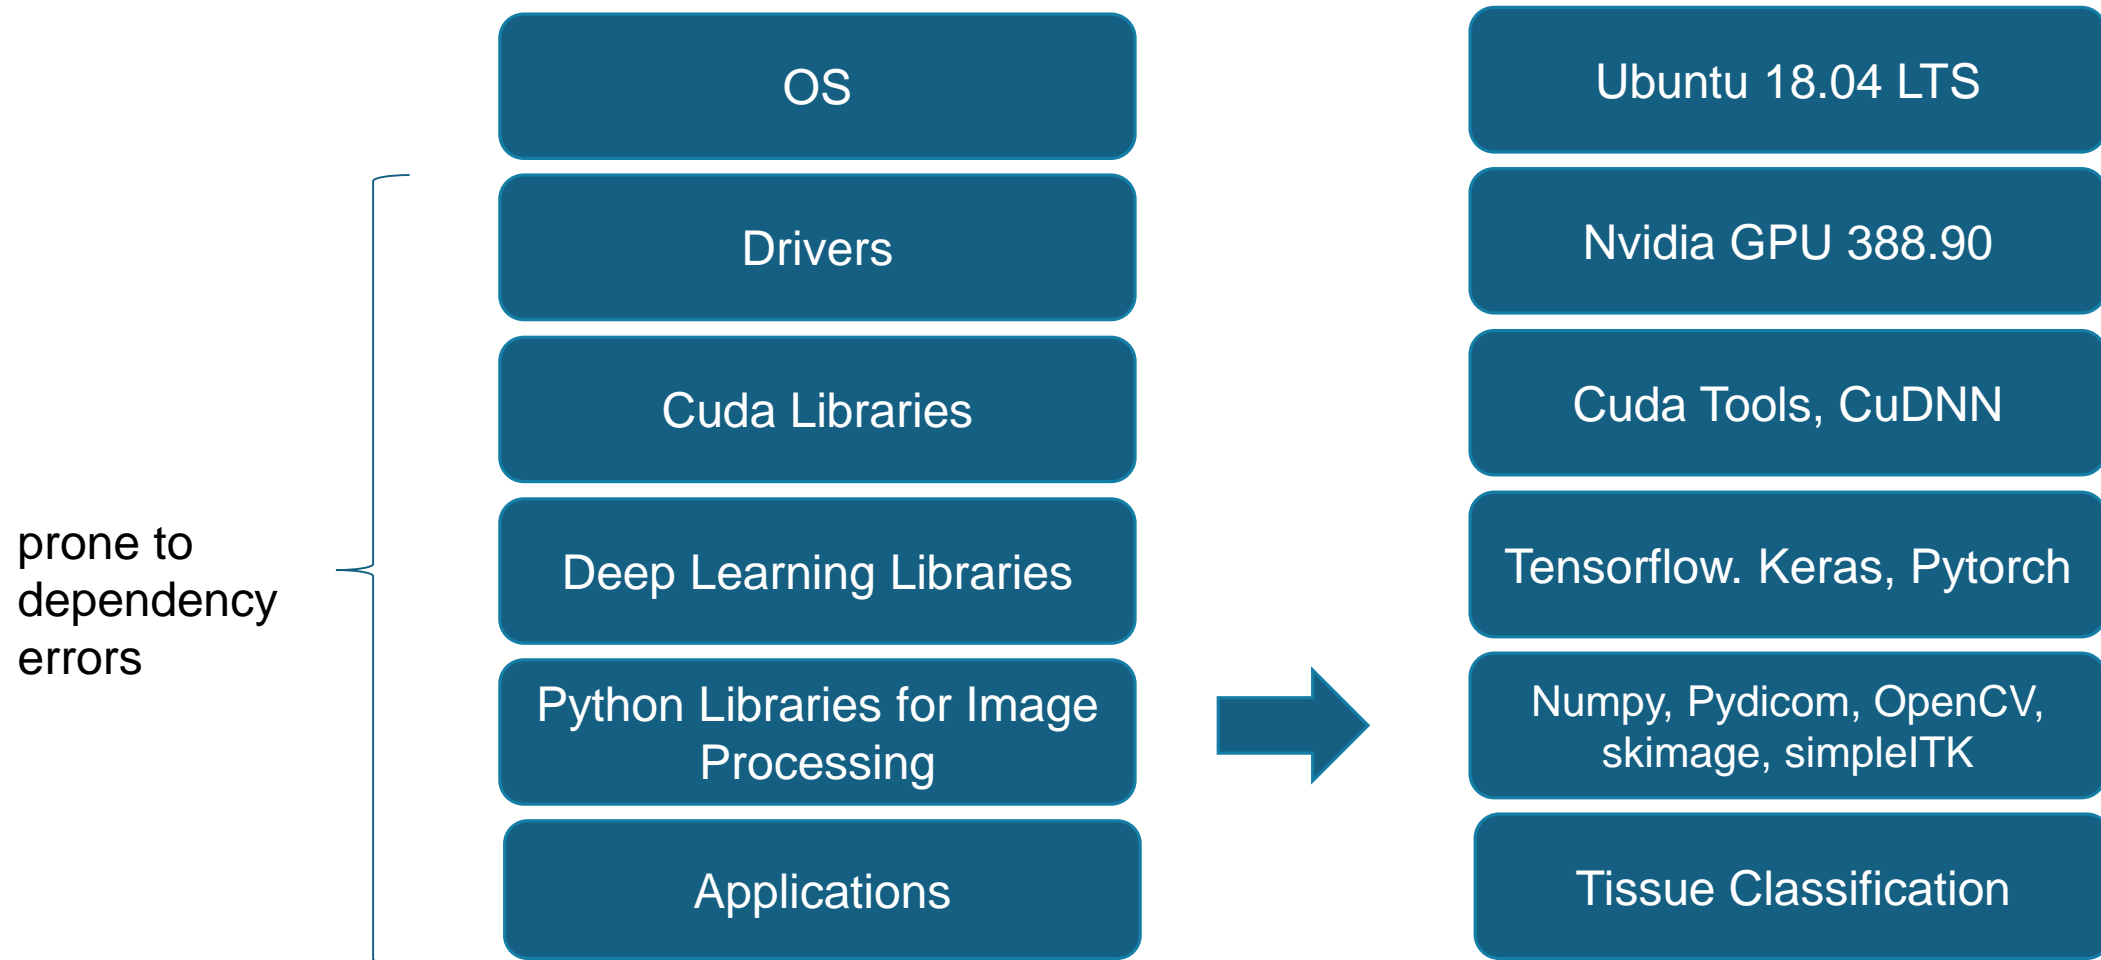 OS
Drivers
Cuda Libraries
Deep Learning Libraries
Python Libraries for Image
Processing
Applications
prone to
dependency
errors
Ubuntu 18.04 LTS
Nvidia GPU 388.90
Cuda Tools, CuDNN
Tensorflow. Keras, Pytorch
Numpy, Pydicom, OpenCV,
skimage, simpleITK
Tissue Classification